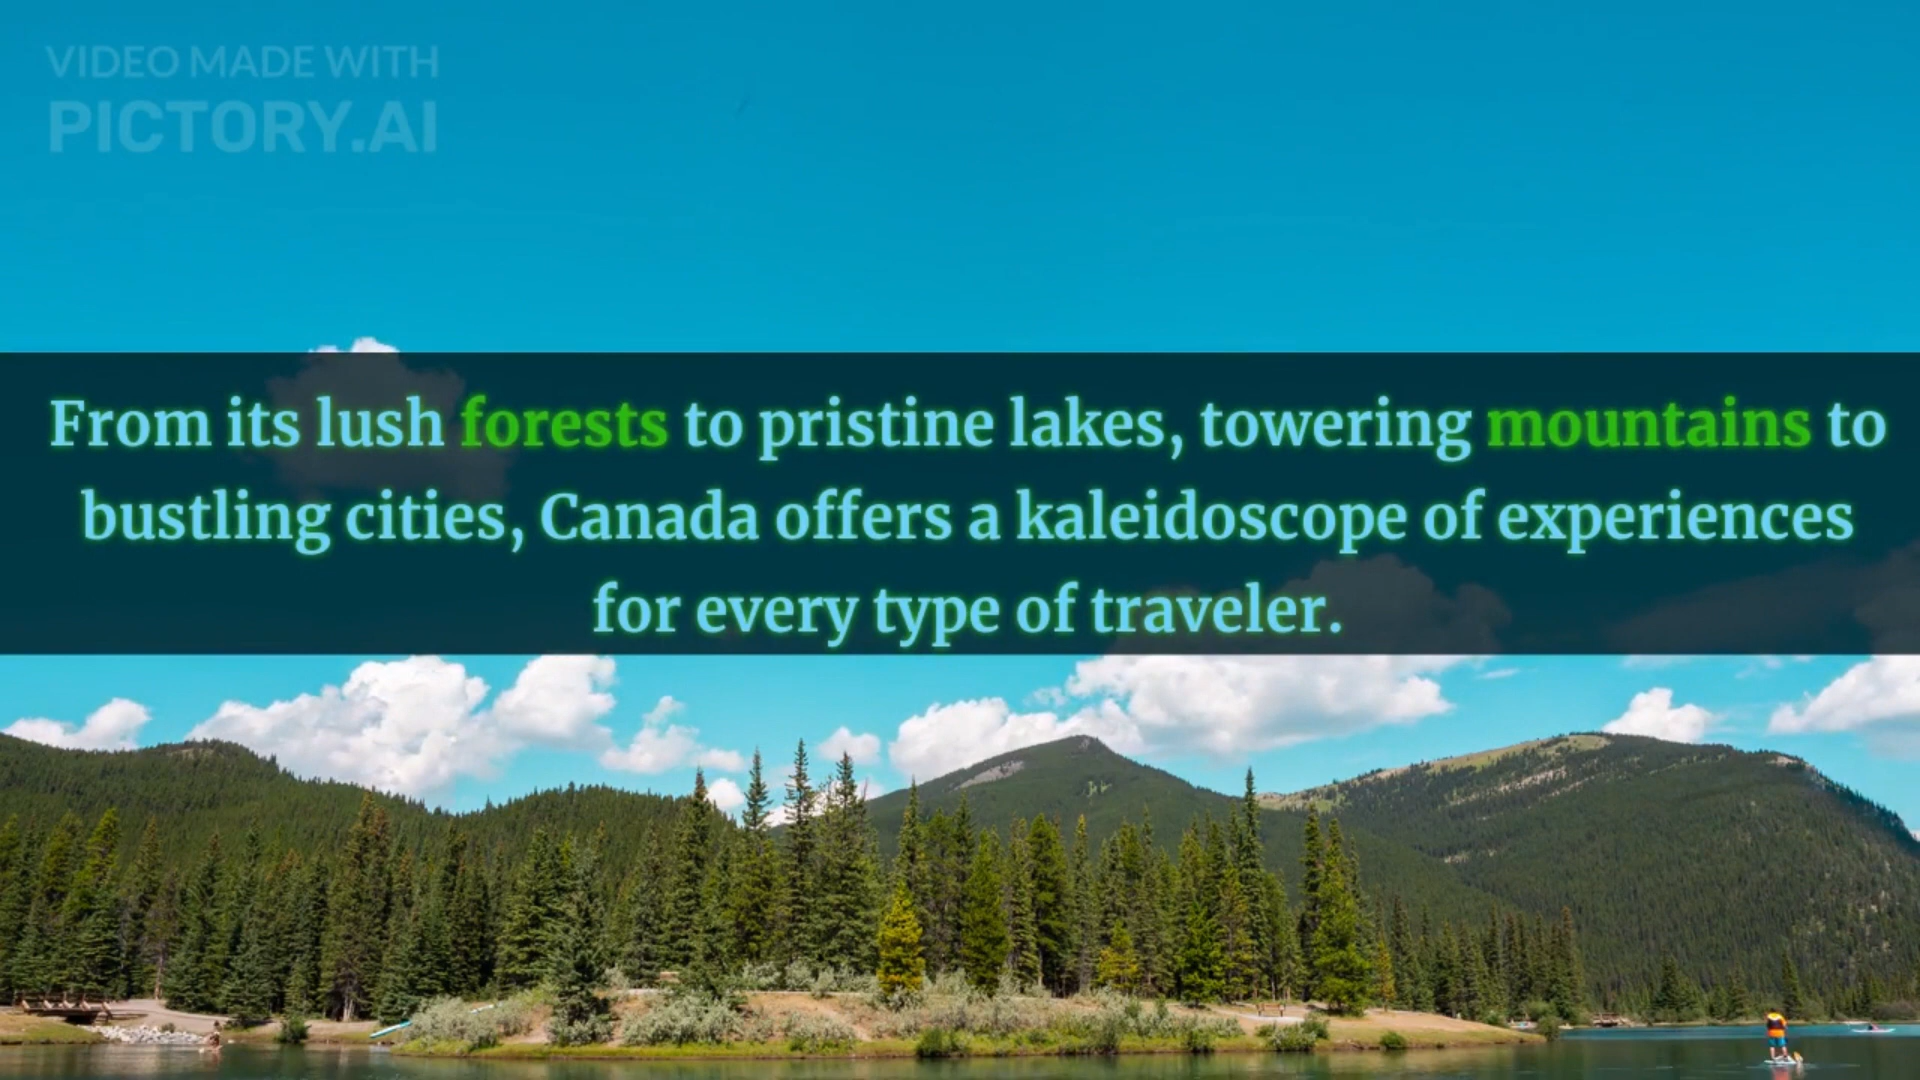 VIDEO MADE WITH
PICTORY.AI
From its lush forests to pristine lakes, towering mountains to
bustling cities, Canada offers a kaleidoscope of experiences
for every type of traveler.